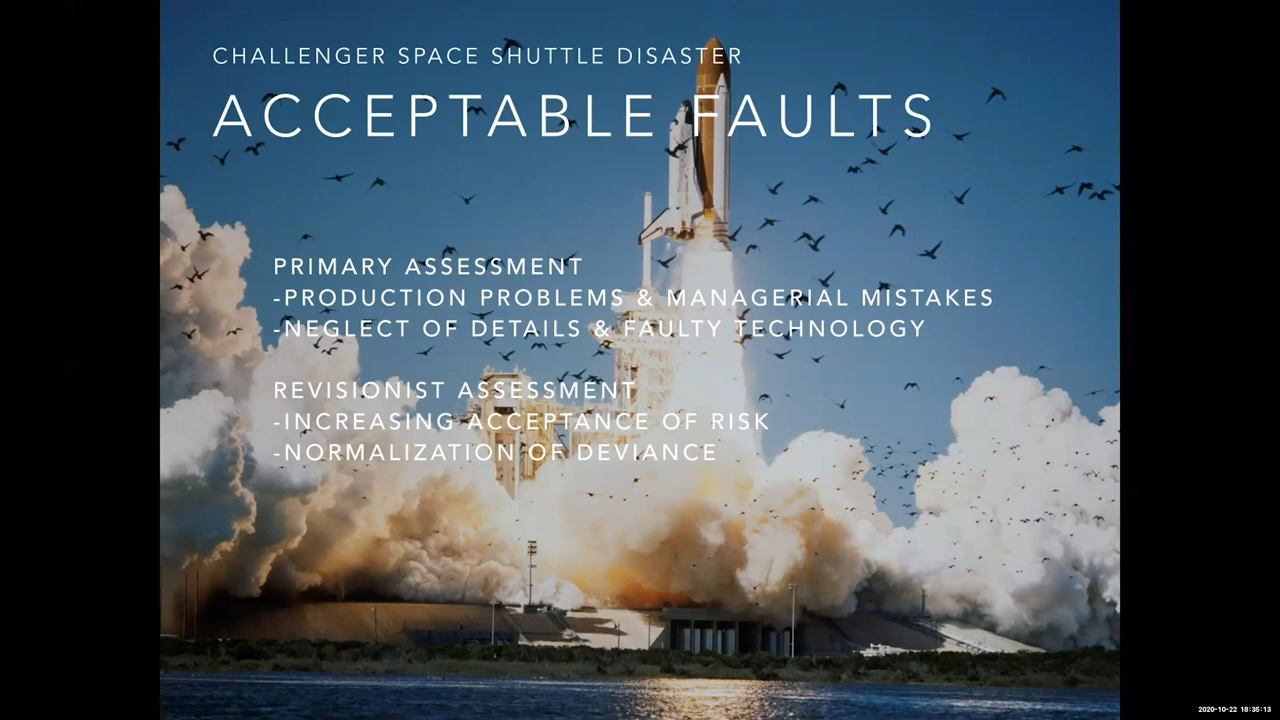 CHALLENGER SPACE SHUTTLE DISASTER
ACCEPTABLE FAULTS
PRIMARY ASSESSMENT
-PRODUCTION PROBLEMS & MANAGERIAL MISTAKES
-NEGLECT OF DETAILS & FAULTY TECHNOLOGY
REVISIONIST ASSESSMENT
-INCREASING ACCEPTANCE OF RISK
-NORMALIZATION OF DEVIANCE
2020-10-22 18:35:13